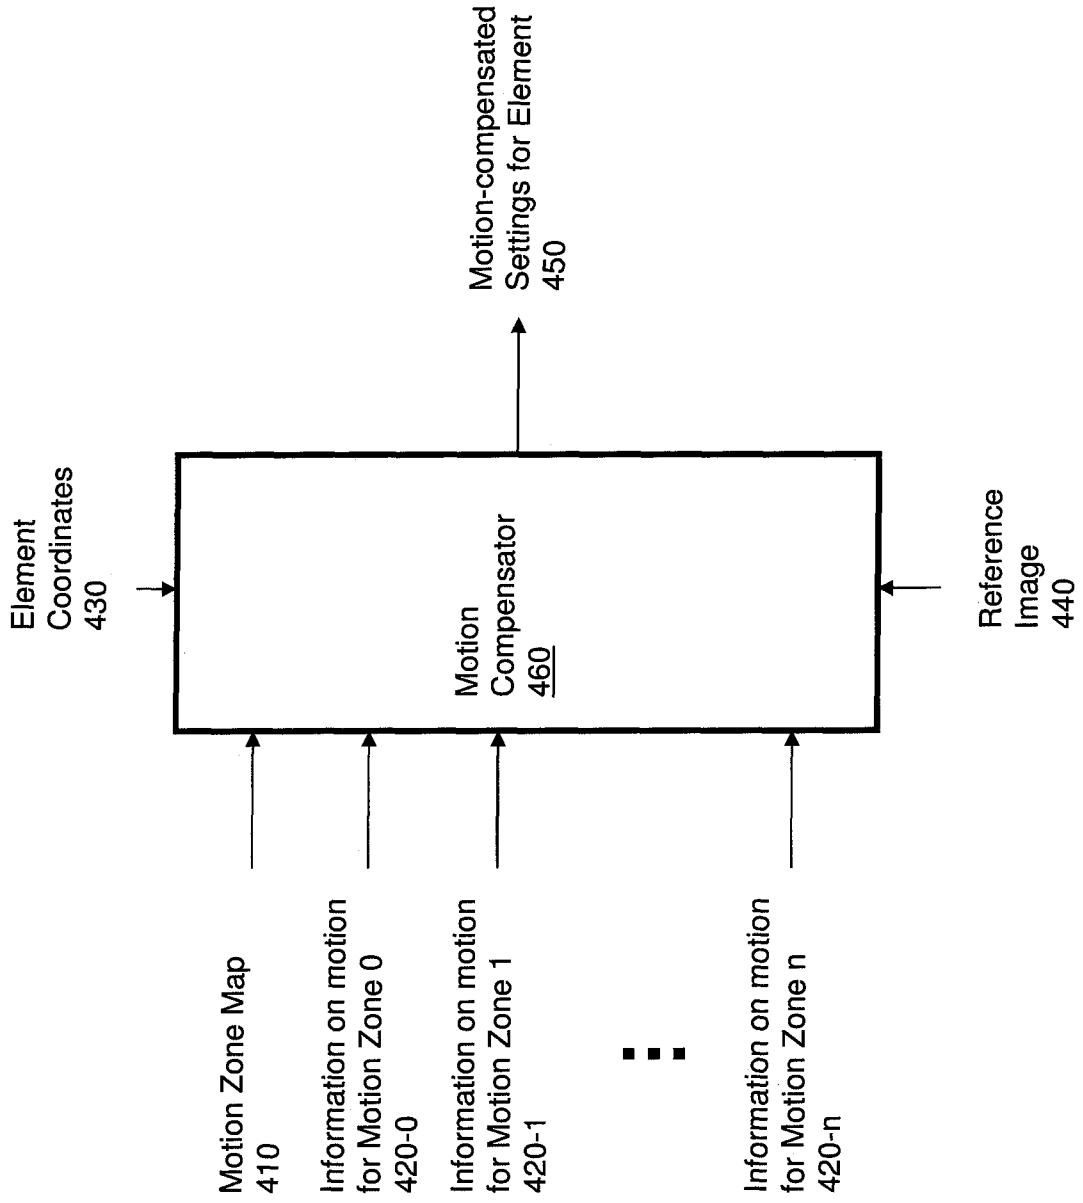 Element
Coordinates
430
Motion Zone Map
410
Information on motion
for Motion Zone 0
420-0
Information on motion
for Motion Zone 1
420-1
Information on motion
for Motion Zone n
420-n
Motion
Compensator
460
Motion-compensated
Settings for Element
450
Reference
Image
440